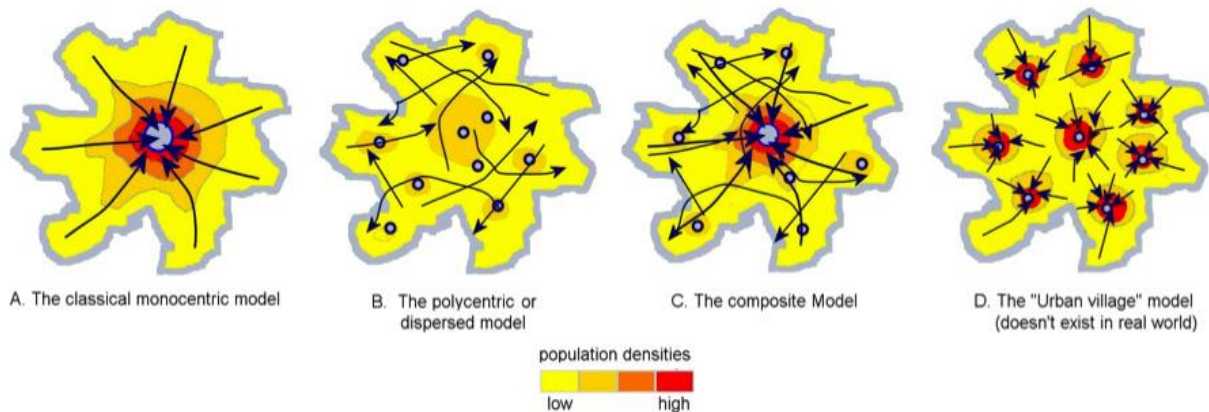 A. The classical monocentric model
B. The polycentric or
dispersed model
C. The composite Model
D. The "Urban village" model
(doesn't exist in real world)
population densities
low high